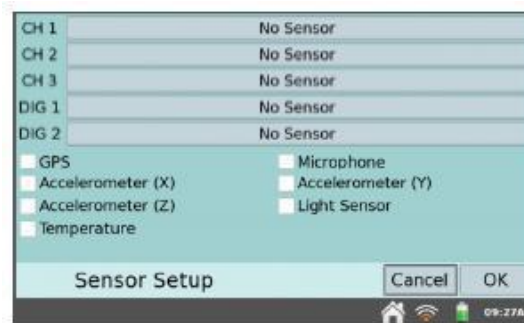 CH 1 No Sensor
CH 2 No Sensor
CH 3 No Sensor
DIG 1 No Sensor
DIG 2 No Sensor
GPS Microphone
Accelerometer (X) Accelerometer (Y)
Accelerometer (Z) Light Sensor
Temperature
Sensor Setup Cancel OK
09:27A